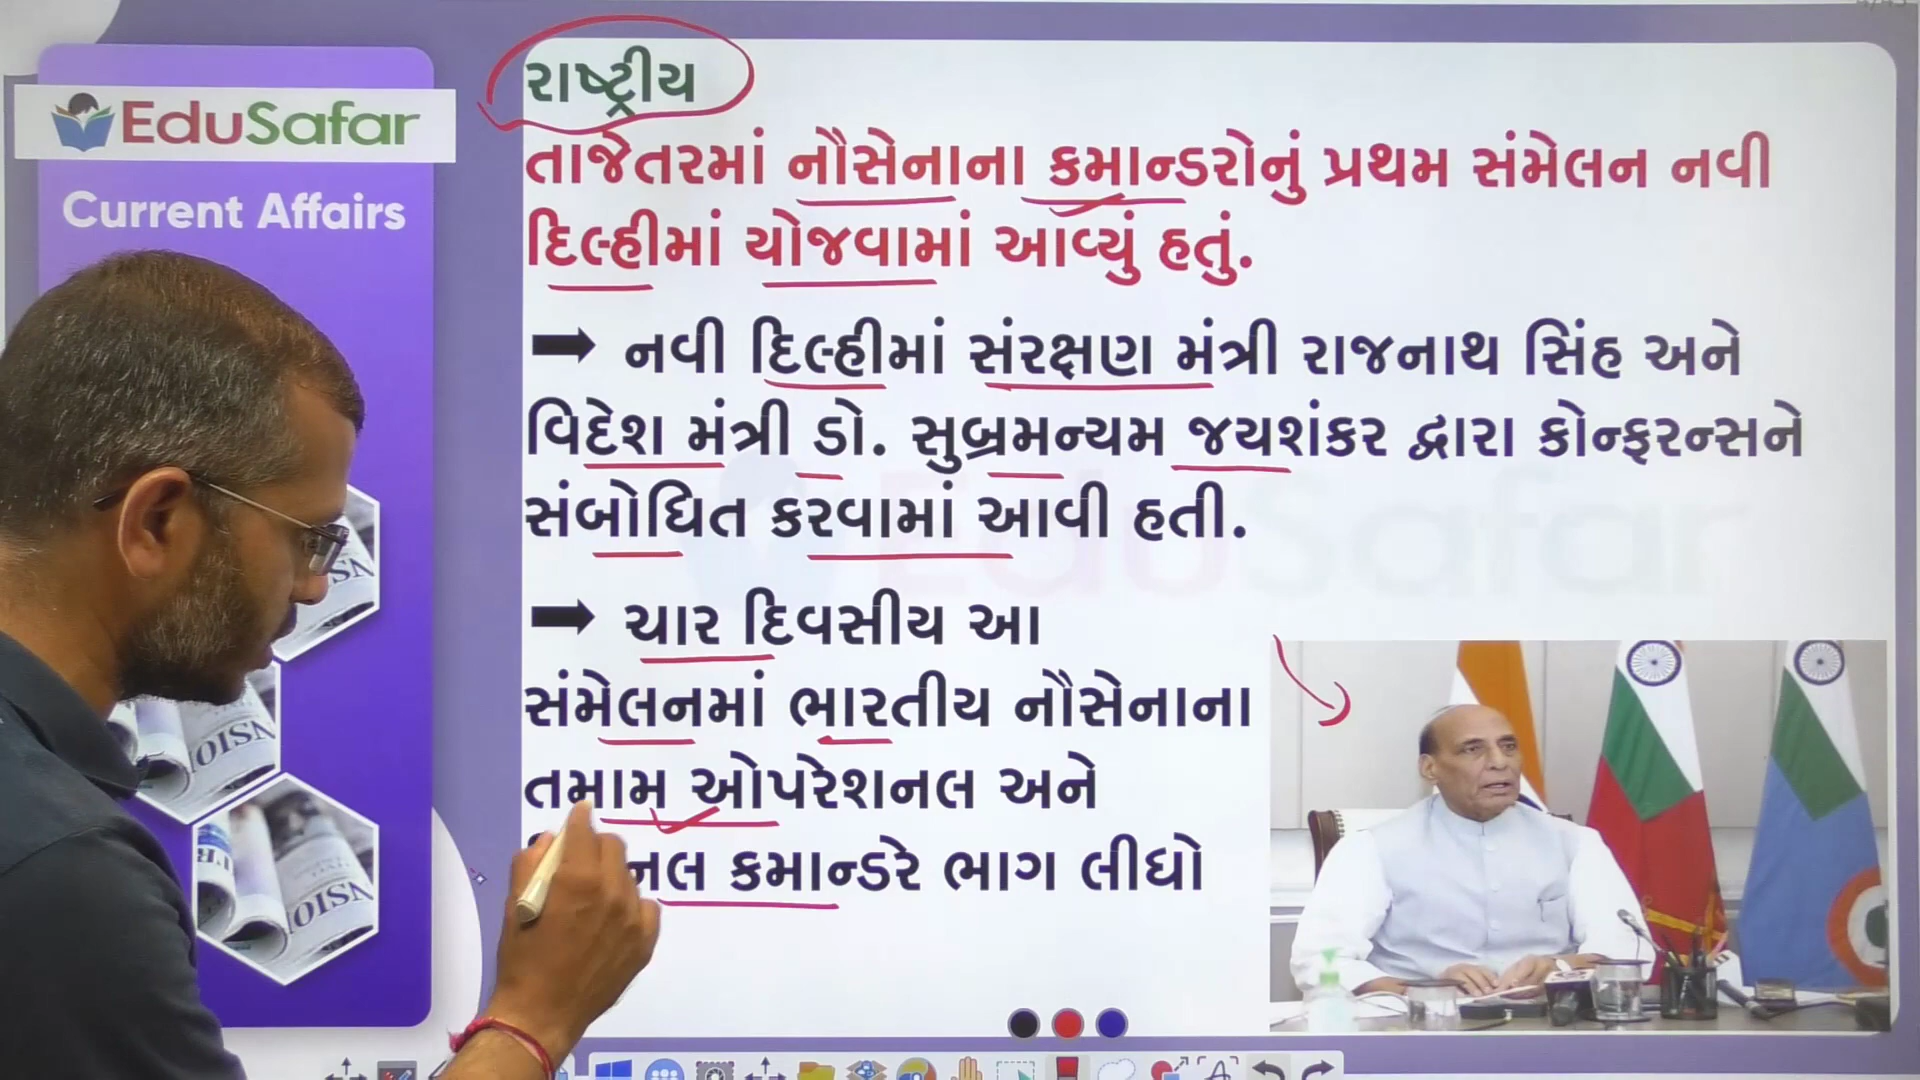 EduSafar
Current Affairs
રાષ્ટ્રીય
તાજેતરમાં નૌસેનાના કમાન્ડરોનું પ્રથમ સંમેલન નવી
દિલ્હીમાં યોજવામાં આવ્યું હતું.
➡ નવી દિલ્હીમાં સંરક્ષણ મંત્રી રાજનાથ સિંહ અને
વિદેશ મંત્રી ડો. સુબ્રમન્યમ જયશંકર દ્વારા કોન્ફરન્સને
સંબોધિત કરવામાં આવી હતી.
➡ ચાર દિવસીય આ
સંમેલનમાં ભારતીય નૌસેનાના
તમામ ઓપરેશનલ અને
કમાન્ડરે ભાગ લીધો
EduSafar